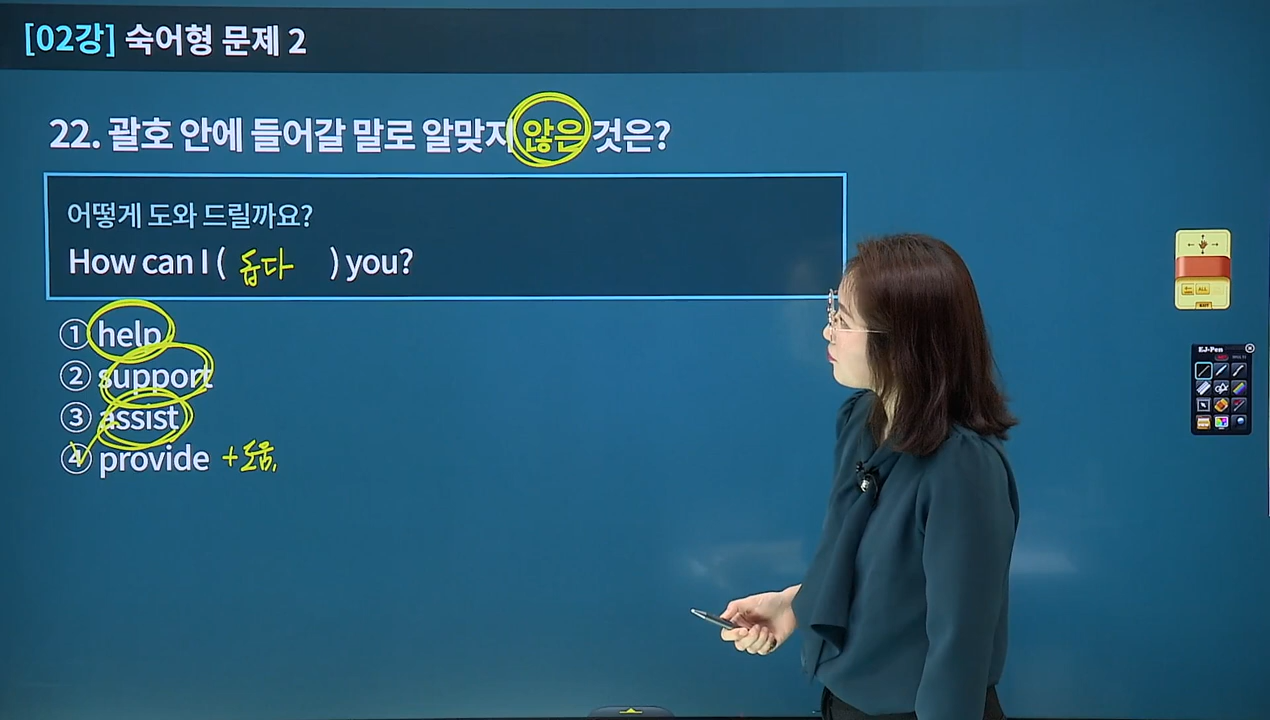 [02강] 숙어형 문제 2
22. 괄호 안에 들어갈 말로 알맞지 않은 것은?
어떻게 도와 드릴까요?
How can I ( 돕다 ) you?
① help
② support
③ assist
④ provide +도움.
EJ-Pen